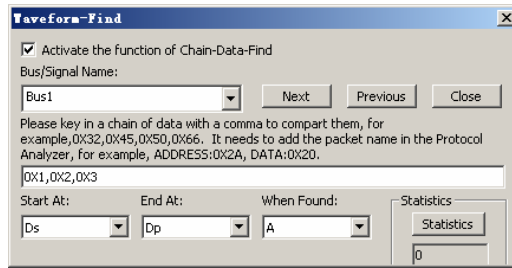 Waveform-Find
Activate the function of Chain-Data-Find
Bus/Signal Name:
Bus1 Next Previous Close
Please key in a chain of data with a comma to compart them, for
example,0X32,0X45,0X50,0X66. It needs to add the packet name in the Protocol
Analyzer, for example, ADDRESS:0X2A, DATA:0X20.
0X1,0X2,0X3
Start At: End At: When Found: Statistics
Ds Dp A Statistics
0